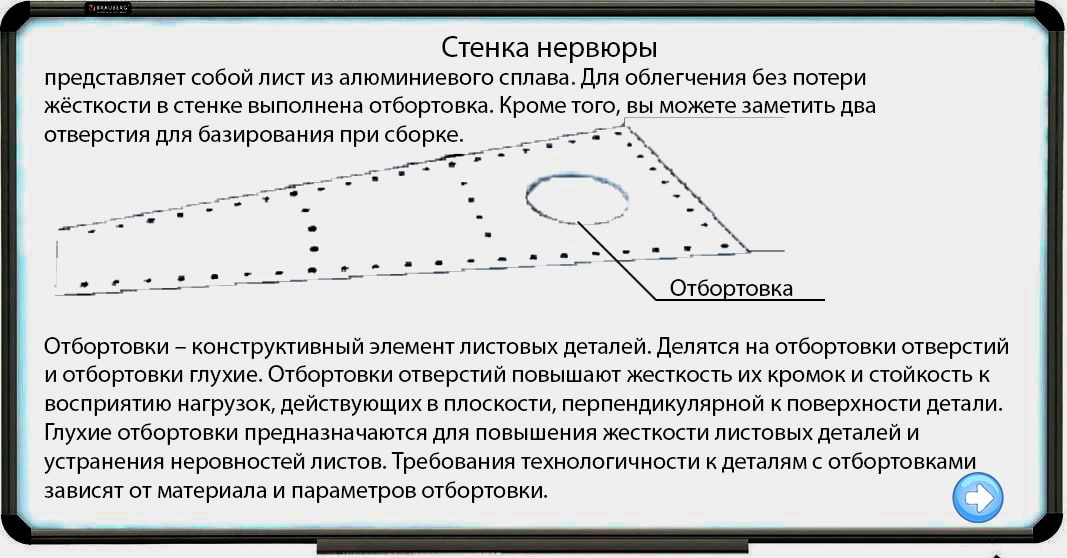 BRAUBERG
Стенка нервюры
представляет собой лист из алюминиевого сплава. Для облегчения без потери
жёсткости в стенке выполнена отбортовка. Кроме того, вы можете заметить два
отверстия для базирования при сборке.
Отбортовка
Отбортовки – конструктивный элемент листовых деталей. Делятся на отбортовки отверстий
и отбортовки глухие. Отбортовки отверстий повышают жесткость их кромок и стойкость к
восприятию нагрузок, действующих в плоскости, перпендикулярной к поверхности детали.
Глухие отбортовки предназначаются для повышения жесткости листовых деталей и
устранения неровностей листов. Требования технологичности к деталям с отбортовками
зависят от материала и параметров отбортовки.